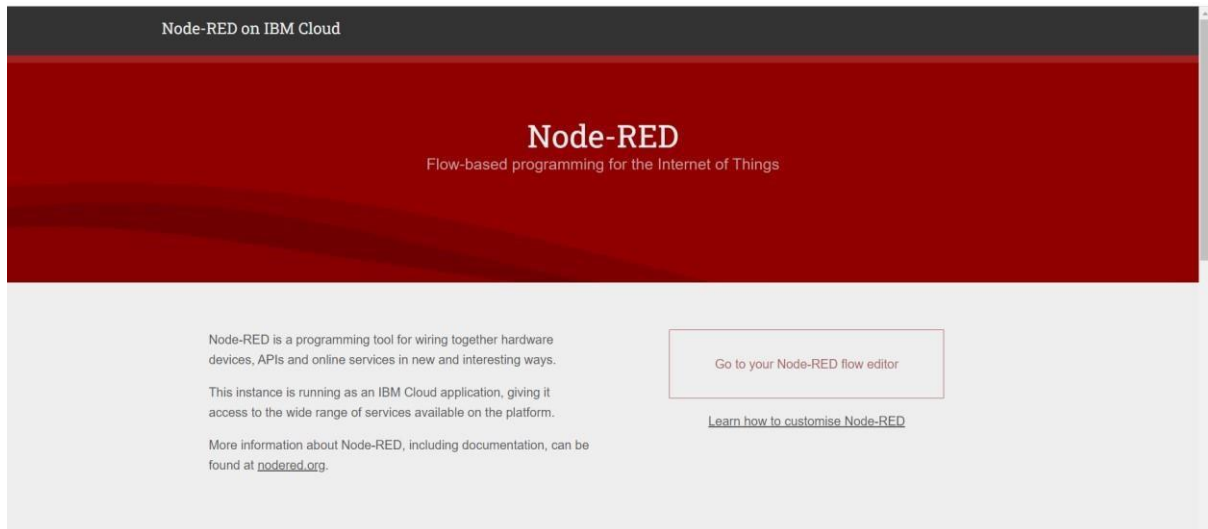 Node-RED on IBM Cloud
Node-RED
Flow-based programming for the Internet of Things
Node-RED is a programming tool for wiring together hardware
devices, APIs and online services in new and interesting ways.
This instance is running as an IBM Cloud application, giving it
access to the wide range of services available on the platform.
More information about Node-RED, including documentation, can be
found at nodered.org.
Go to your Node-RED flow editor
Learn how to customise Node-RED